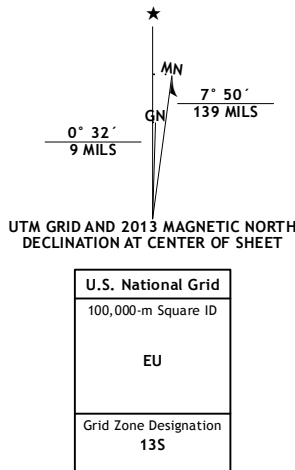 ★
MN
7° 50´
139 MILS
GN
0° 32´
9 MILS
UTM GRID AND 2013 MAGNETIC NORTH
DECLINATION AT CENTER OF SHEET
U.S. National Grid
100,000-m Square ID
EU
Grid Zone Designation
13S